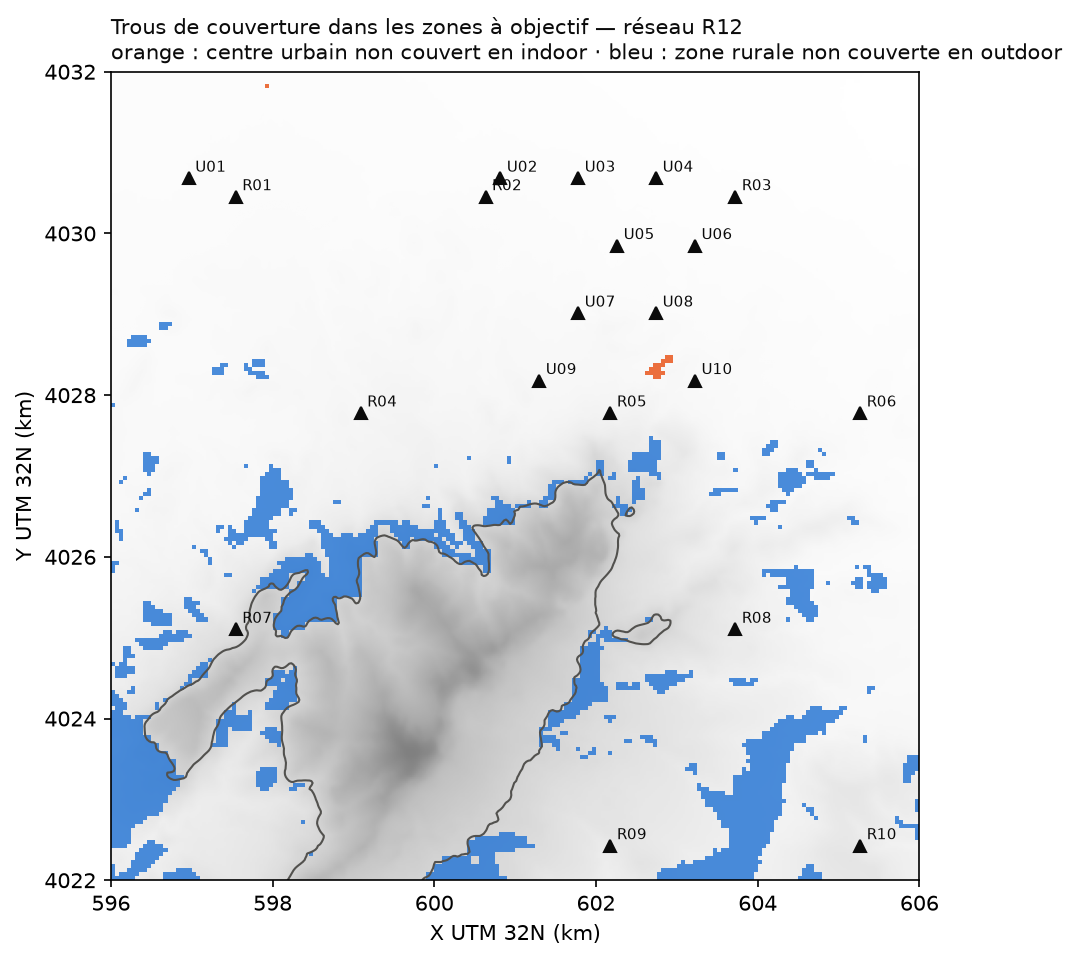 Trous de couverture dans les zones à objectif — réseau R12
orange : centre urbain non couvert en indoor · bleu : zone rurale non couverte en outdoor
4032
U01
R01
U02
R02
U03
U04
R03
4030
U05
U06
U07
U08
U09
U10
4028
R04
R05
R06
Y UTM 32N (km)
4026
R07
R08
4024
R09
R10
4022
596
598
600
602
604
606
X UTM 32N (km)